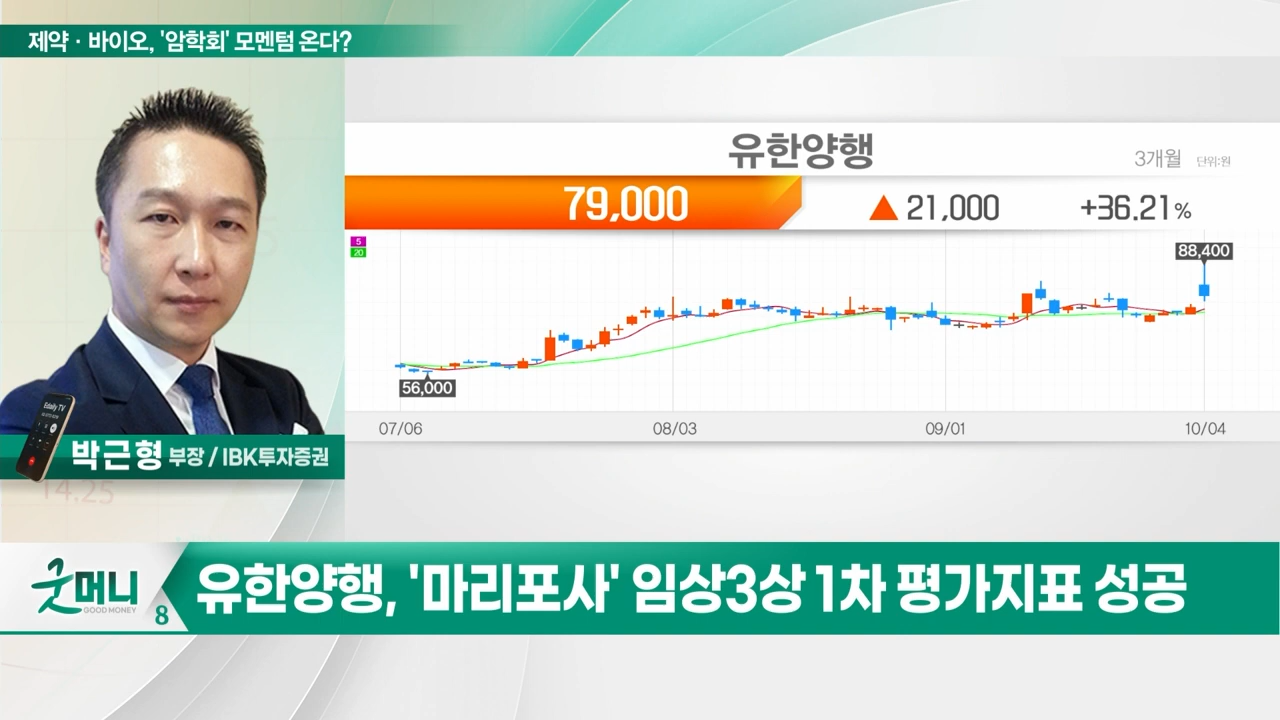 제약 · 바이오, '암학회' 모멘텀 온다?
유한양행
3개월 단위:원
79,000 ▲ 21,000 +36.21%
5
20
88,400
56,000
07/06 08/03 09/01 10/04
Edaily TV
박근형 부장 / IBK투자증권
14.25
굿머니
GOOD MONEY
8
유한양행, '마리포사' 임상3상 1차 평가지표 성공